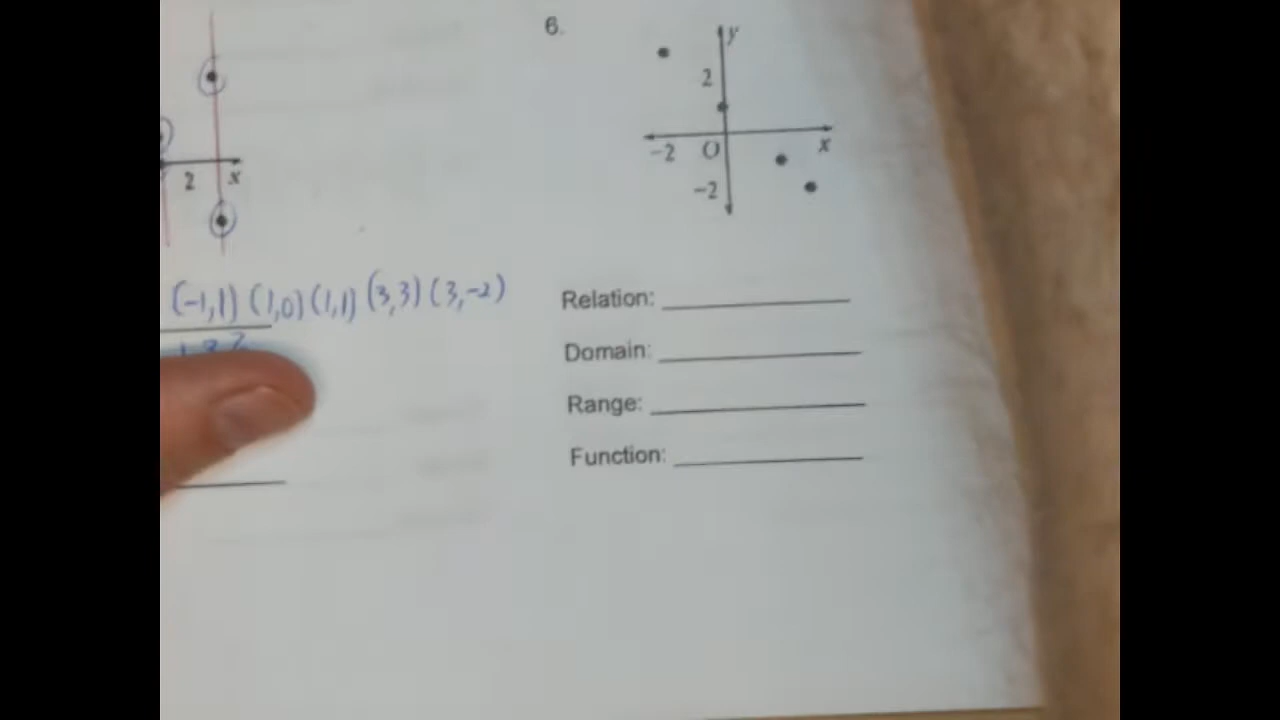 6.
y
2
-2 O x
-2
2 x
(-1,1) (1,0) (1,1) (3,3) (3,-2)
Relation:
Domain:
Range:
Function: